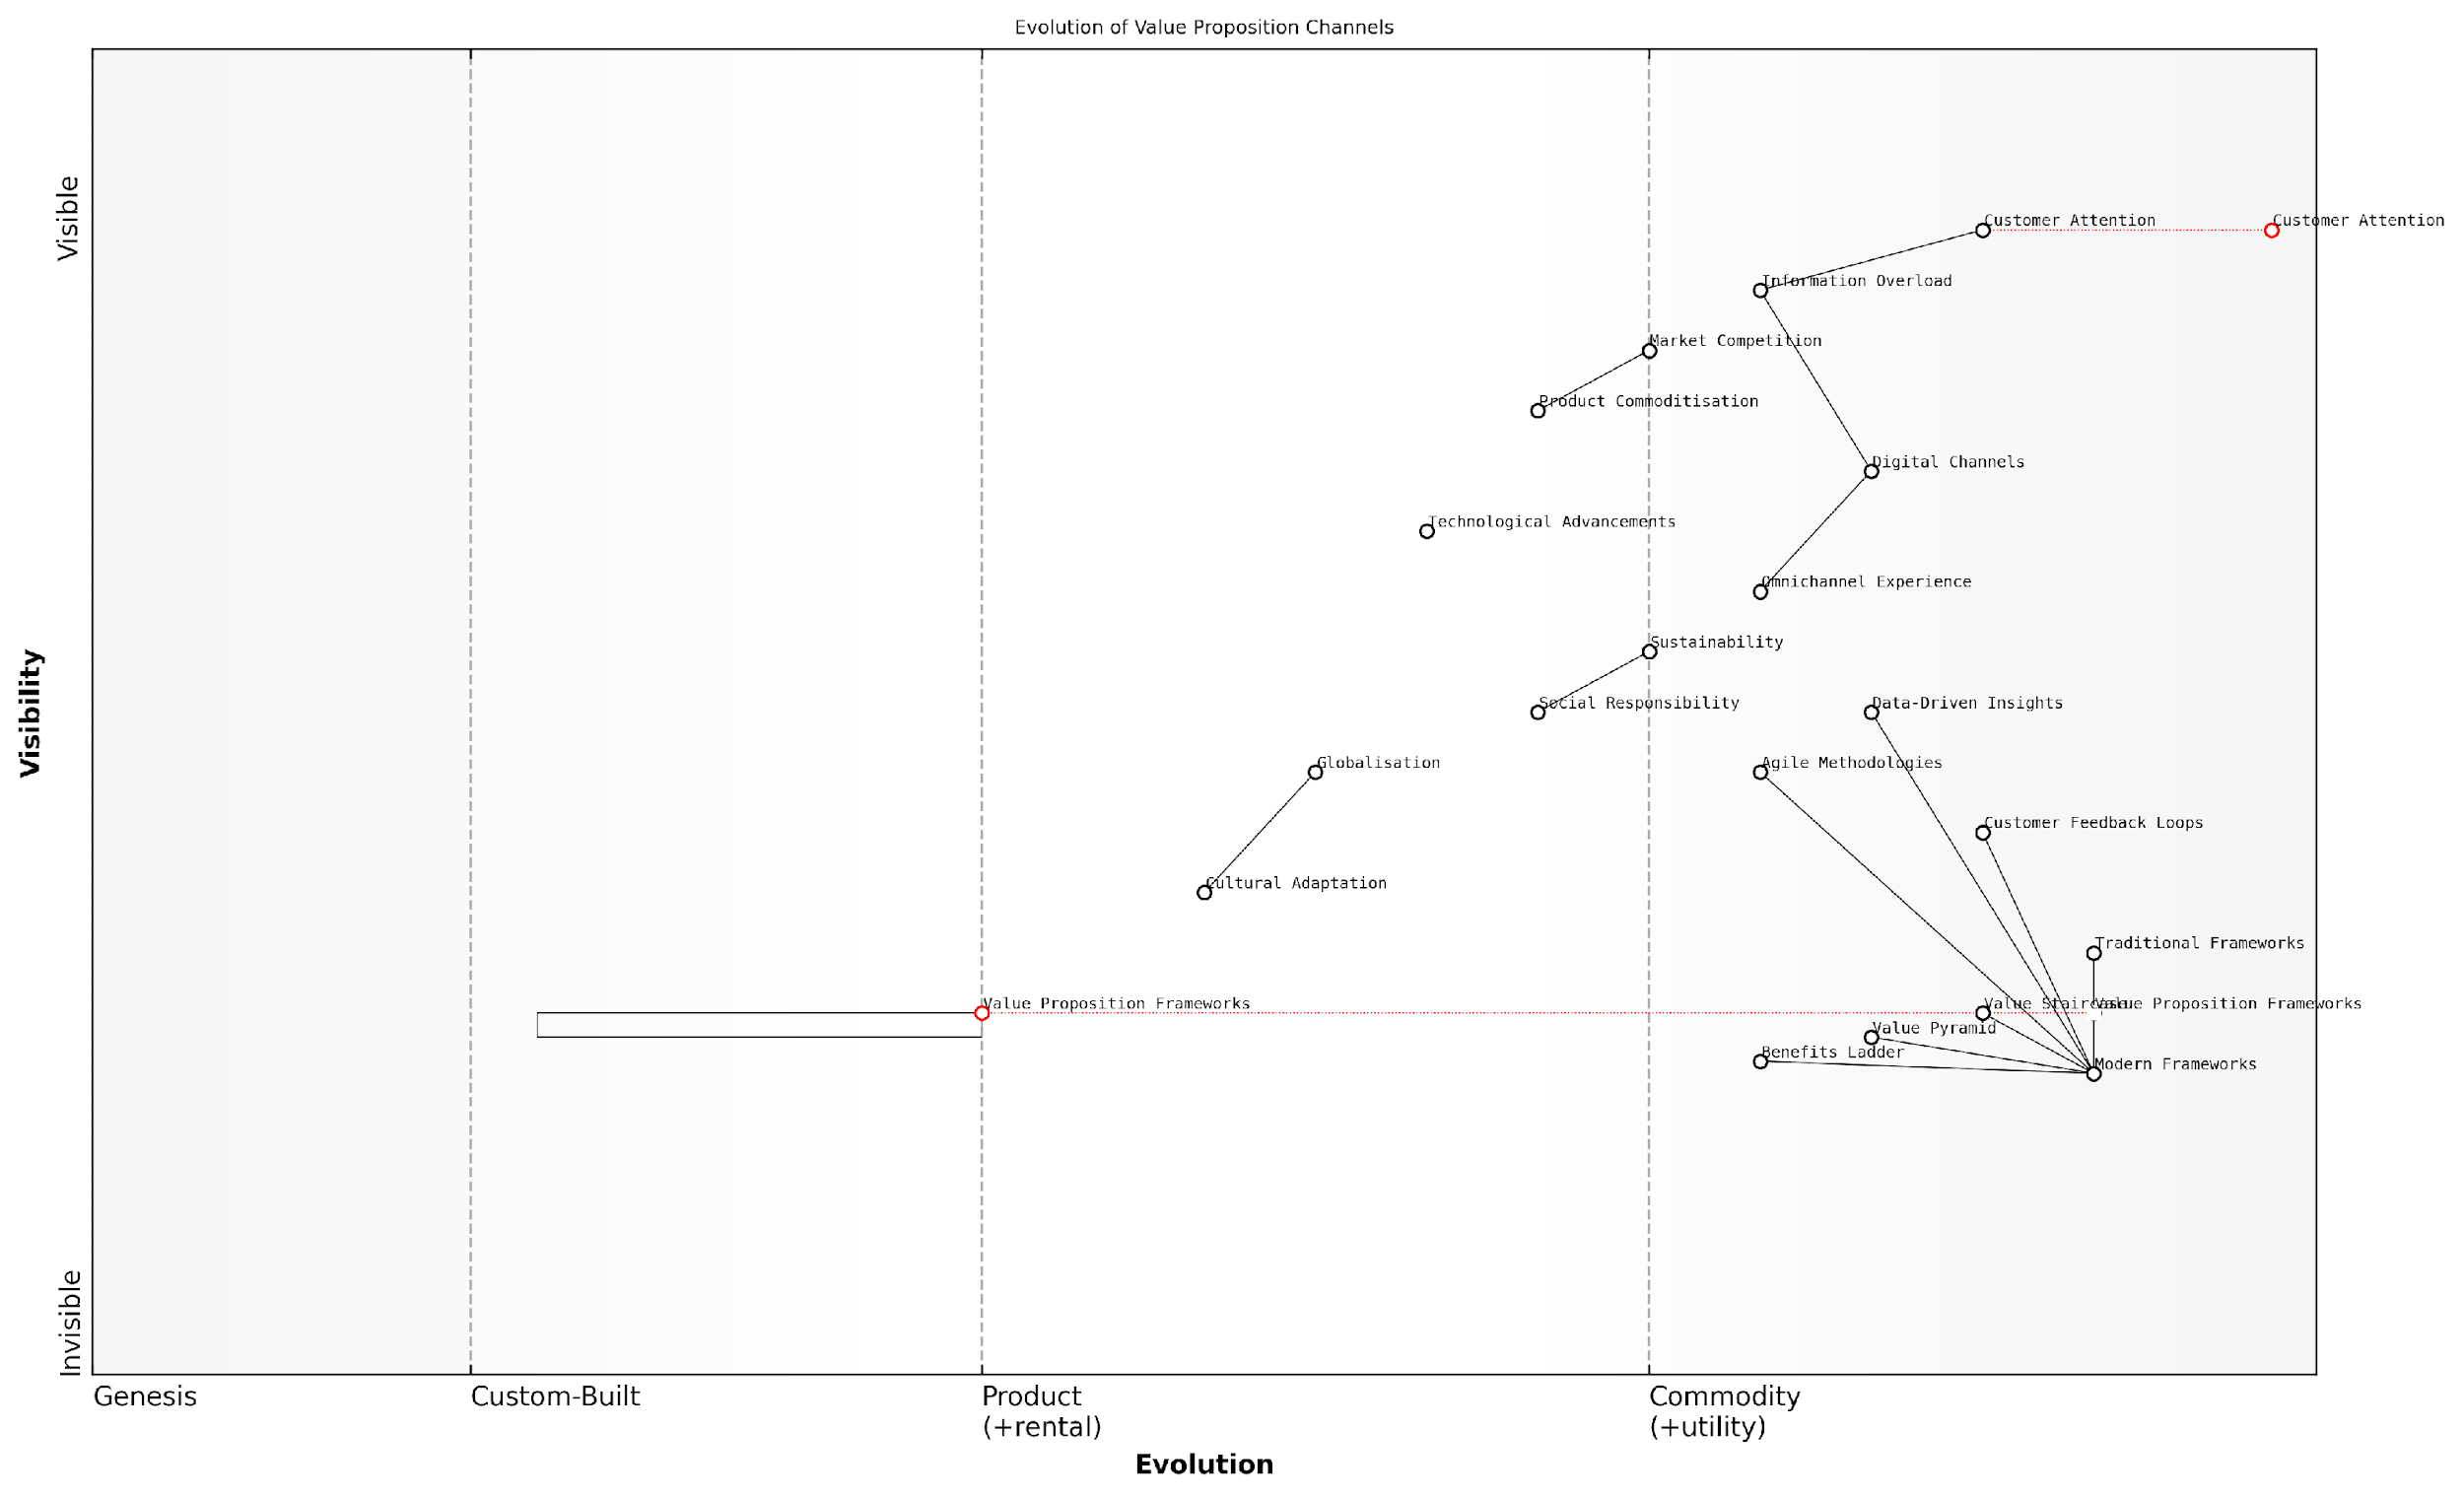 Evolution of Value Proposition Channels
Visible
Customer Attention
Customer Attention
Information Overload
Market Competition
Product Commoditisation
Digital Channels
Technological Advancements
Omnichannel Experience
Sustainability
Visibility
Social Responsibility
Data-Driven Insights
Globalisation
Agile Methodologies
Customer Feedback Loops
Cultural Adaptation
Traditional Frameworks
Value Proposition Frameworks
Value Staircase
Value Proposition Frameworks
Value Pyramid
Benefits Ladder
Modern Frameworks
Invisible
Genesis
Custom-Built
Product
(+rental)
Commodity
(+utility)
Evolution